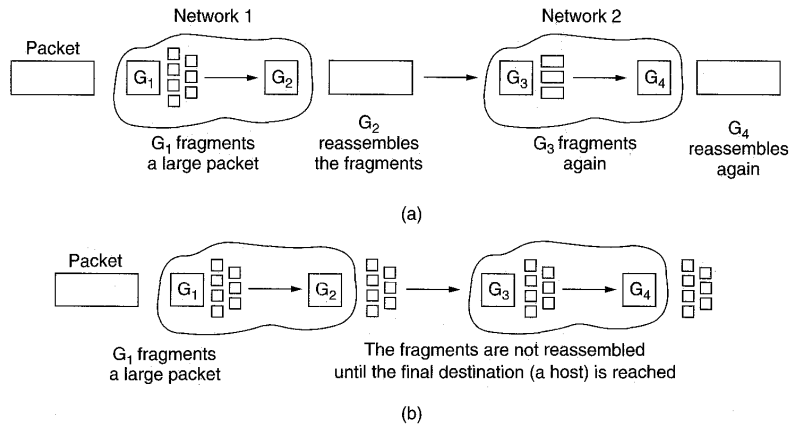 Network 1
Network 2
Packet
G1
G2
G3
G4
G1 fragments
a large packet
G2
reassembles
the fragments
G3 fragments
again
G4
reassembles
again
(a)
Packet
G1
G2
G3
G4
G1 fragments
a large packet
The fragments are not reassembled
until the final destination (a host) is reached
(b)